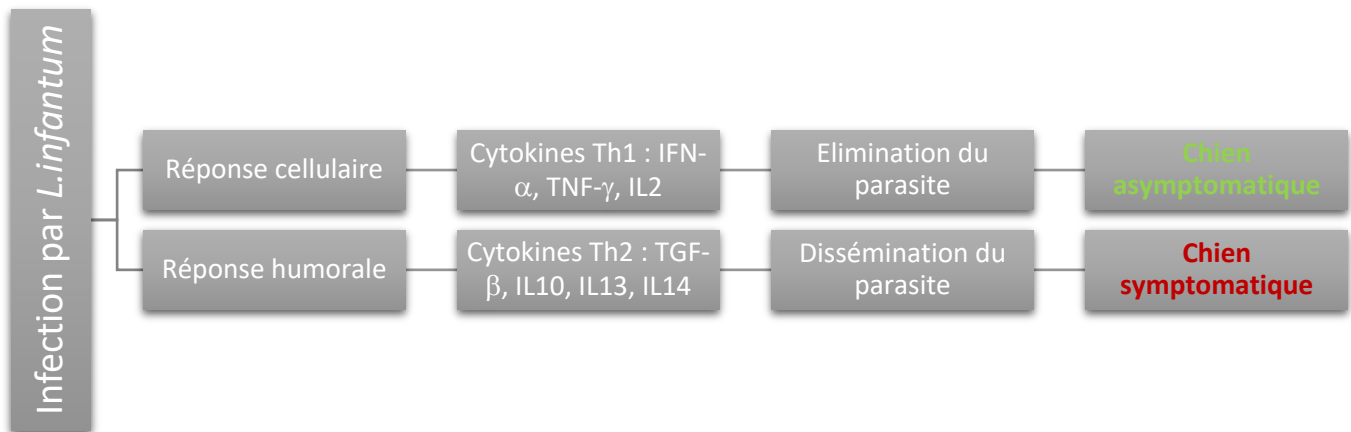 Infection par L.infantum
Réponse cellulaire
Cytokines Th1 : IFN-
α, TNF-γ, IL2
Elimination du
parasite
Chien
asymptomatique
Réponse humorale
Cytokines Th2 : TGF-
β, IL10, IL13, IL14
Dissémination du
parasite
Chien
symptomatique